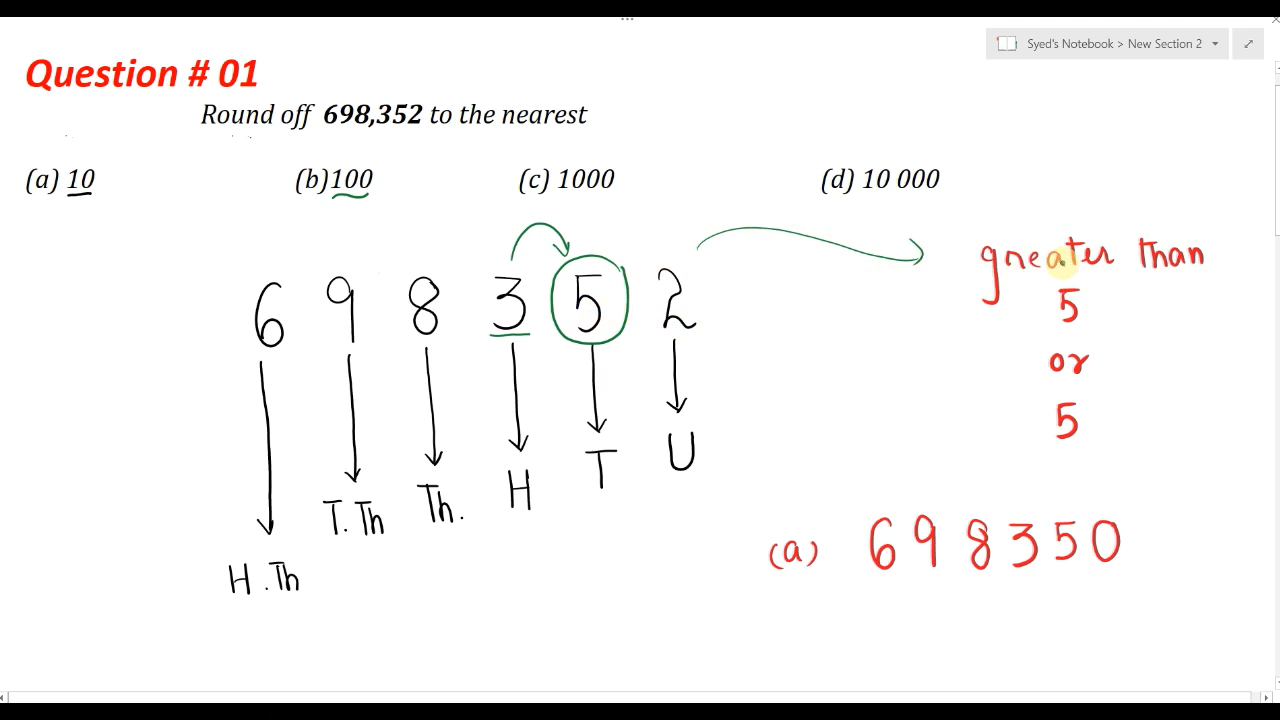 Syed's Notebook > New Section 2
Question # 01
Round off 698,352 to the nearest
(a) 10 (b)100 (c) 1000 (d) 10 000
greater than
5
or
5
6 9 8 3 5 2
H.Th T.Th Th. H T U
(a) 698350